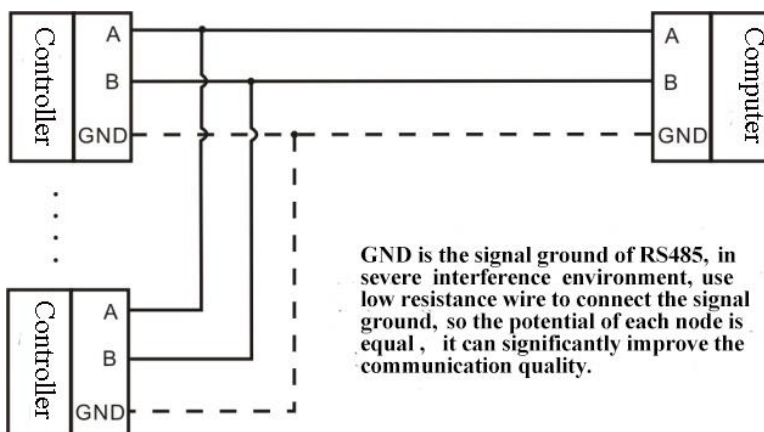 Controller
A
B
GND
A
B
GND
Computer
GND is the signal ground of RS485, in
severe interference environment, use
low resistance wire to connect the signal
ground, so the potential of each node is
equal , it can significantly improve the
communication quality.
Controller
A
B
GND